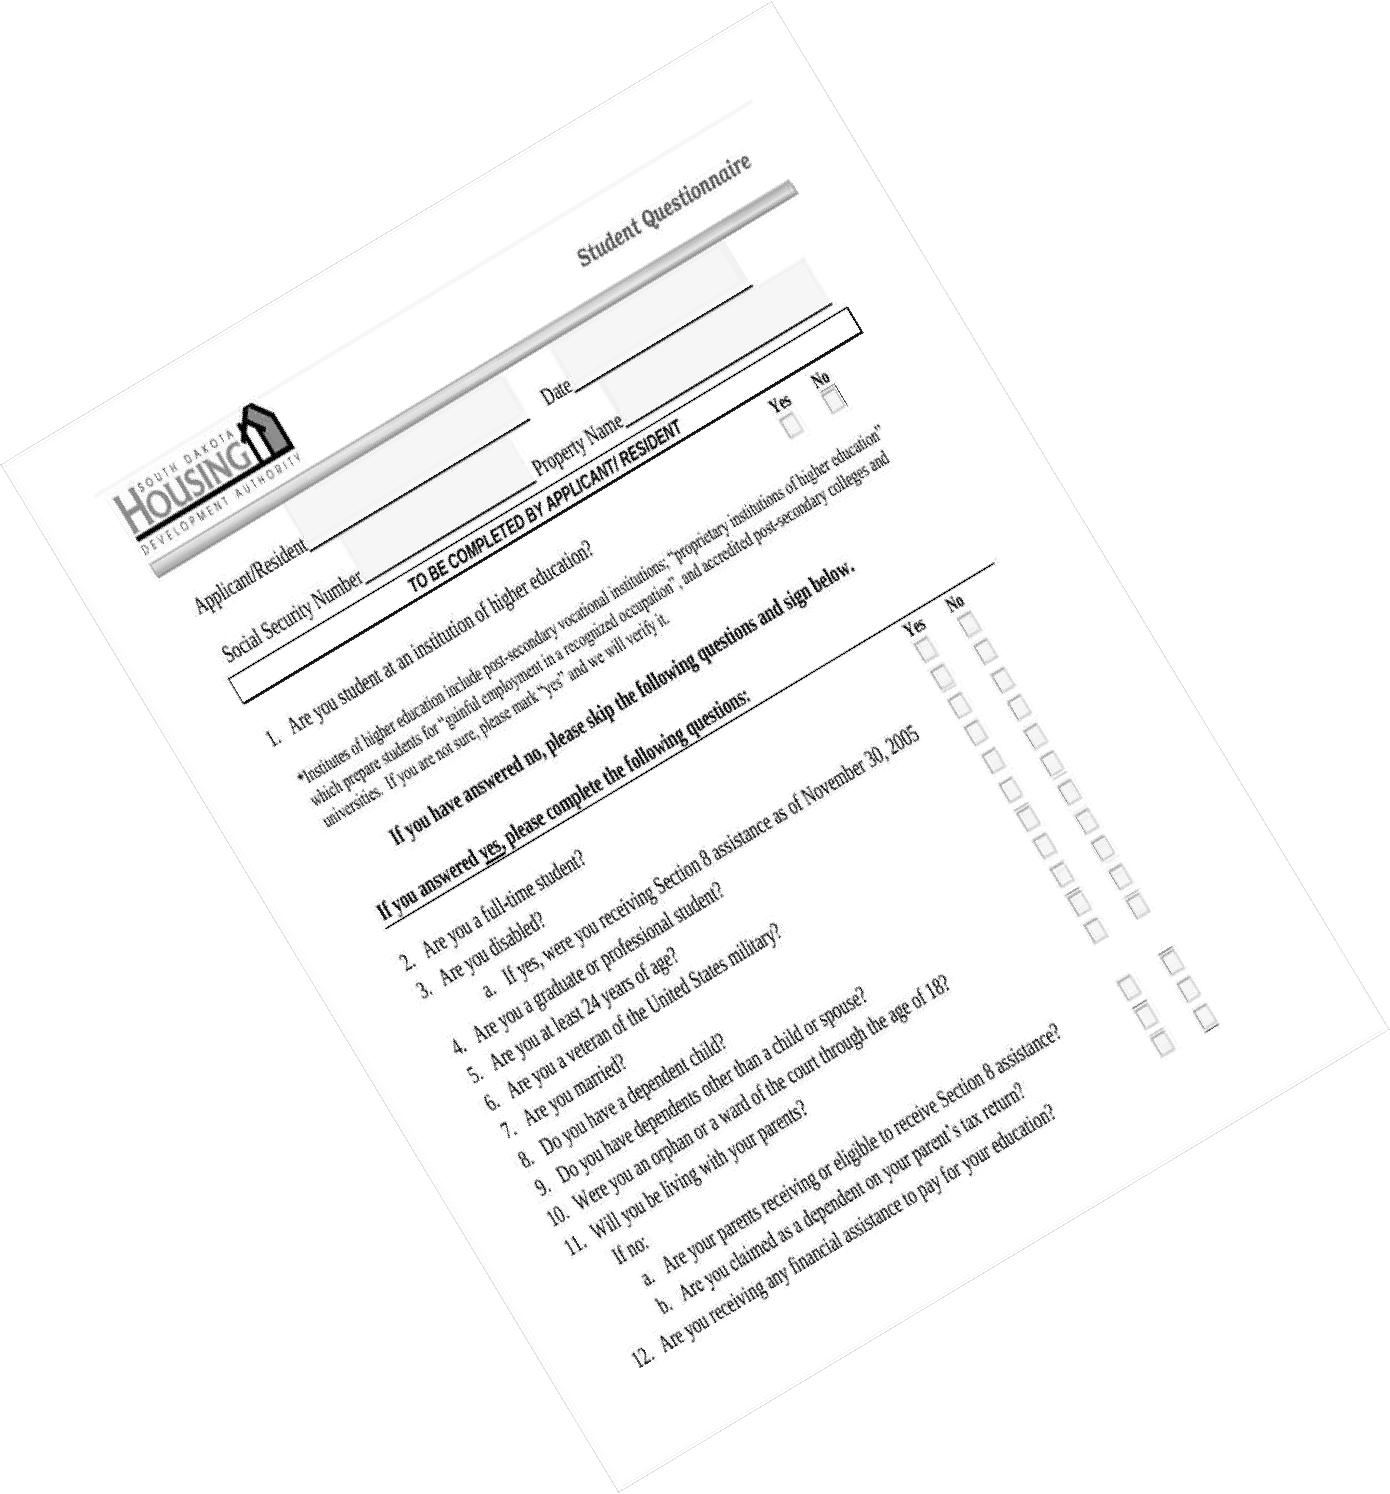 Student Questionnaire
SOUTH DAKOTA
HOUSING
DEVELOPMENT AUTHORITY
Applicant/Resident Date
Social Security Number Property Name
TO BE COMPLETED BY APPLICANT/ RESIDENT
Yes No
1. Are you student at an institution of higher education?
*Institutes of higher education include post-secondary vocational institutions; “proprietary institutions of higher education”
which prepare students for “gainful employment in a recognized occupation”, and accredited post-secondary colleges and
universities. If you are not sure, please mark “yes” and we will verify it.
If you have answered no, please skip the following questions and sign below.
If you answered yes, please complete the following questions:
Yes No
2. Are you a full-time student?
3. Are you disabled?
a. If yes, were you receiving Section 8 assistance as of November 30, 2005
4. Are you a graduate or professional student?
5. Are you at least 24 years of age?
6. Are you a veteran of the United States military?
7. Are you married?
8. Do you have a dependent child?
9. Do you have dependents other than a child or spouse?
10. Were you an orphan or a ward of the court through the age of 18?
11. Will you be living with your parents?
If no:
a. Are your parents receiving or eligible to receive Section 8 assistance?
b. Are you claimed as a dependent on your parent’s tax return?
12. Are you receiving any financial assistance to pay for your education?